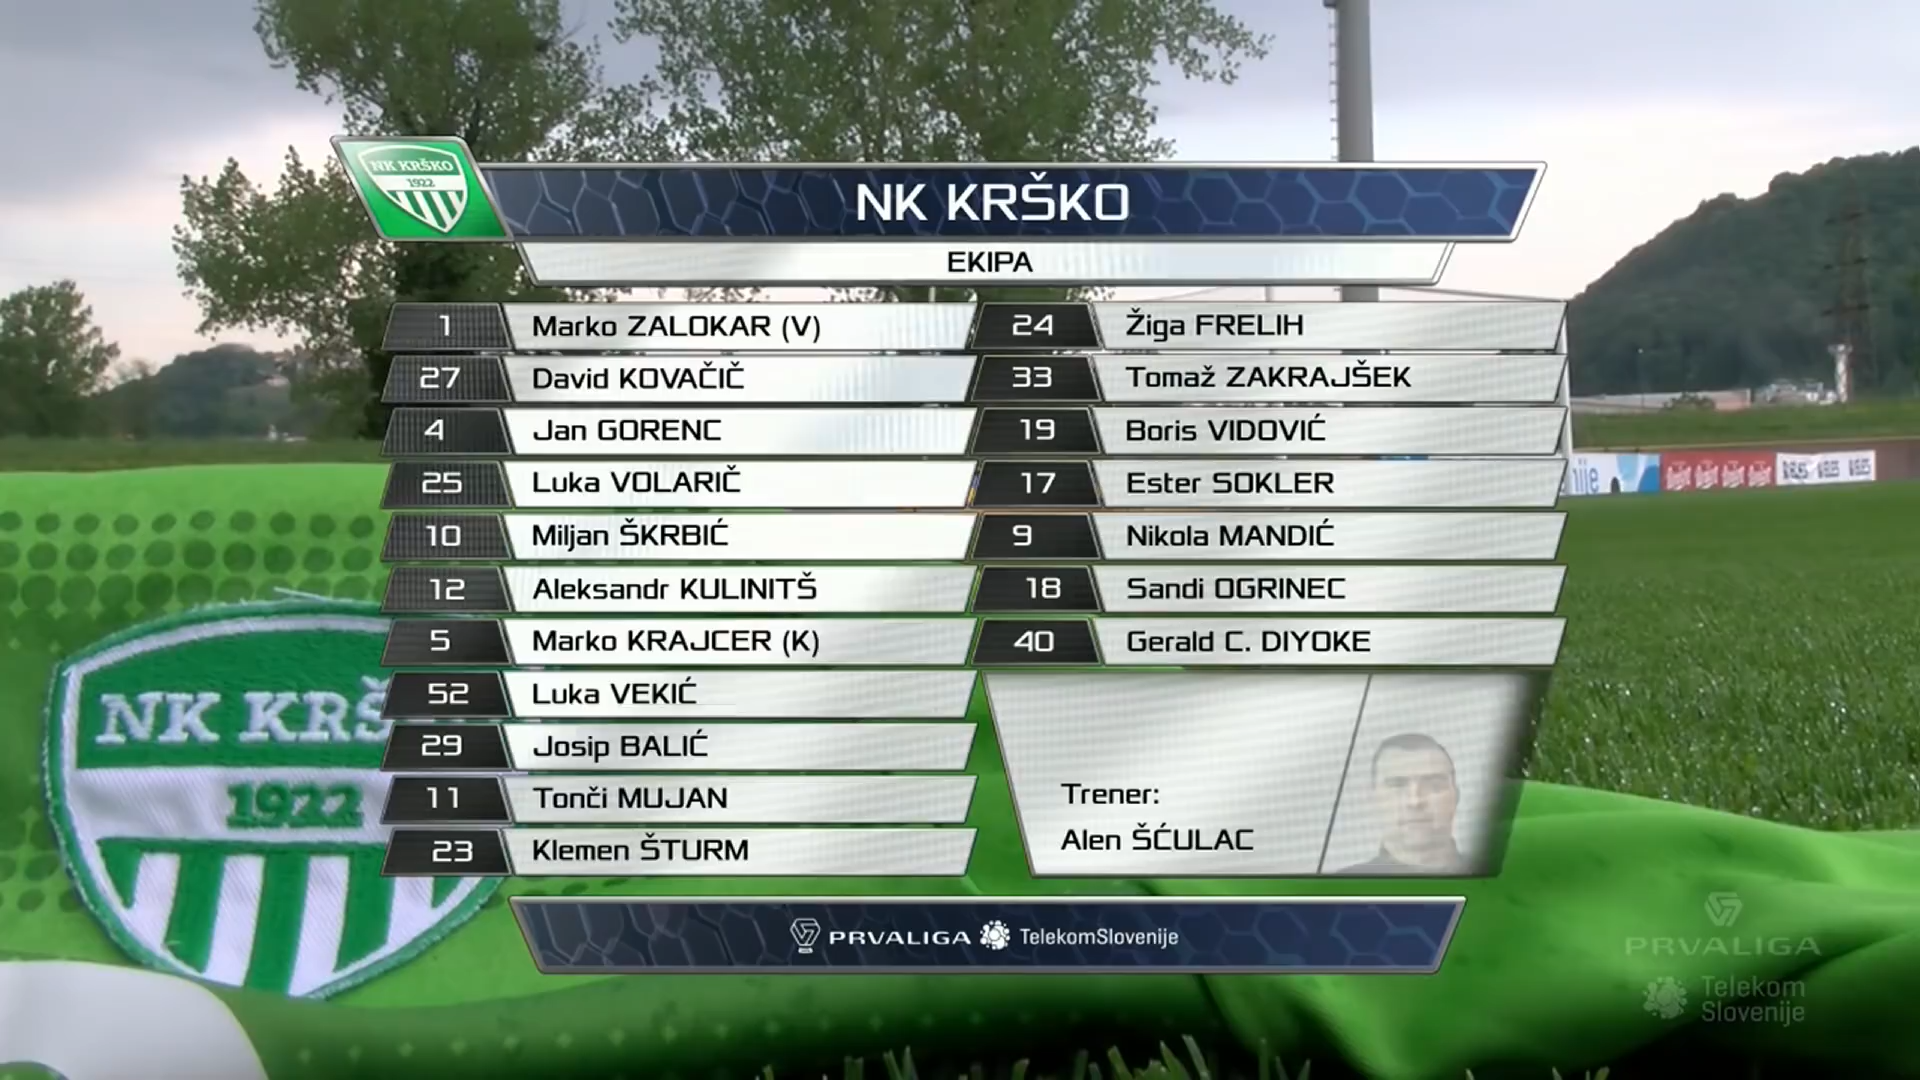 NK KRŠKO
1922
NK KRŠKO
EKIPA
1 Marko ZALOKAR (V)
27 David KOVAČIČ
4 Jan GORENC
25 Luka VOLARIČ
10 Miljan ŠKRBIĆ
12 Aleksandr KULINITŠ
5 Marko KRAJCER (K)
52 Luka VEKIĆ
29 Josip BALIĆ
11 Tonči MUJAN
23 Klemen ŠTURM
24 Žiga FRELIH
33 Tomaž ZAKRAJŠEK
19 Boris VIDOVIĆ
17 Ester SOKLER
9 Nikola MANDIĆ
18 Sandi OGRINEC
40 Gerald C. DIYOKE
Trener:
Alen ŠĆULAC
PRVALIGA TelekomSlovenije
NK KRŠ
1922
PRVALIGA
Telekom
Slovenije